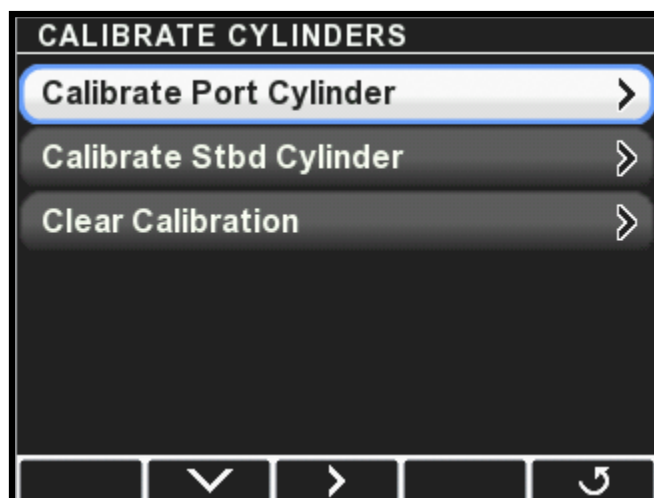 CALIBRATE CYLINDERS
Calibrate Port Cylinder
Calibrate Stbd Cylinder
Clear Calibration